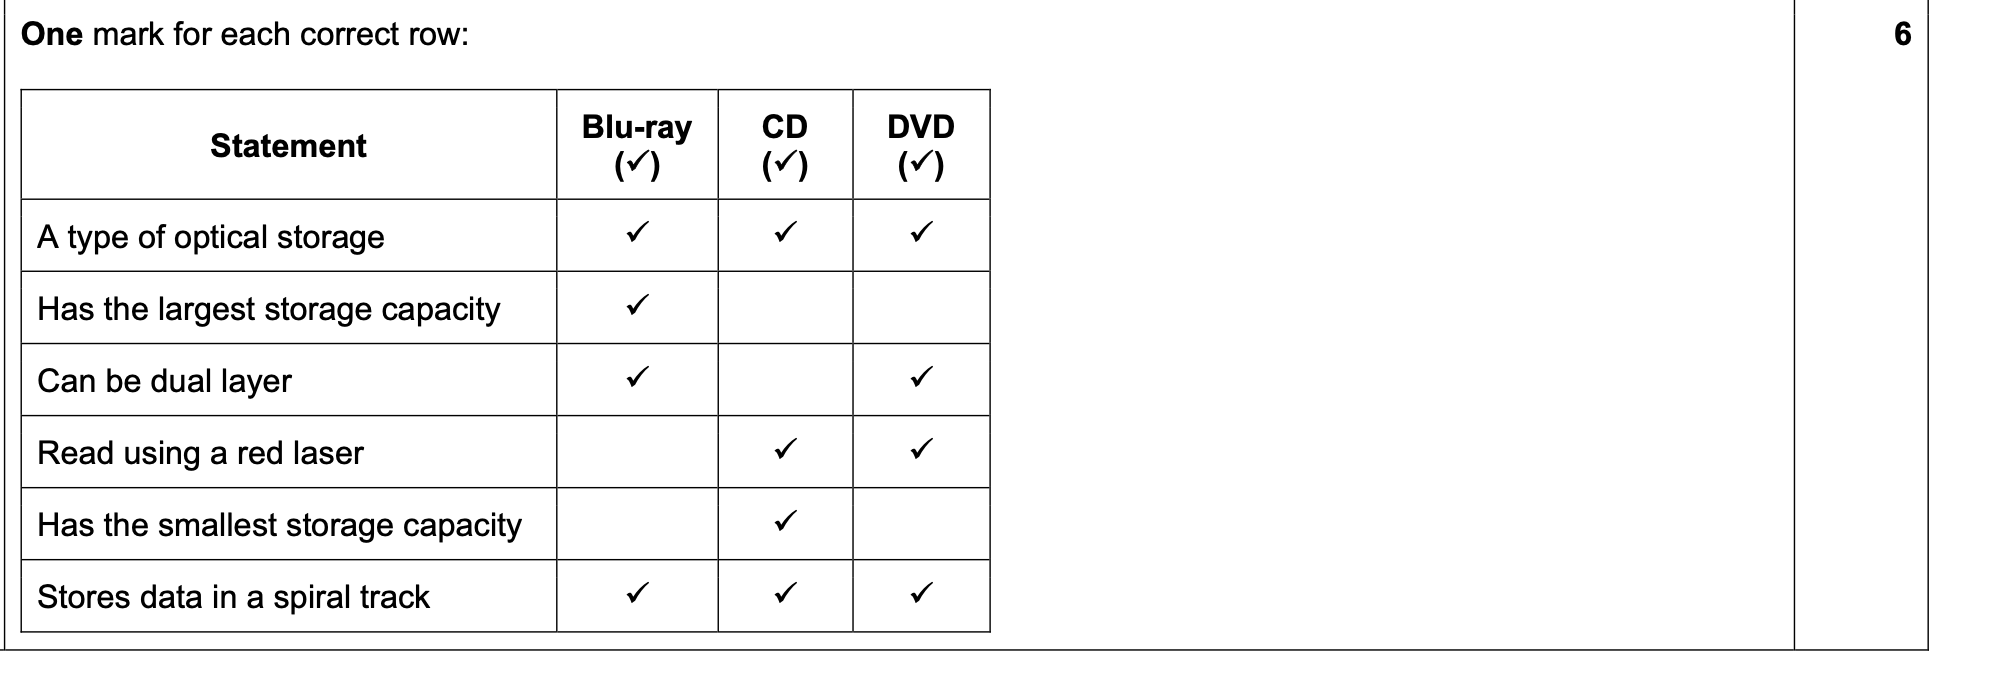 One mark for each correct row:
6
Statement
Blu-ray
(✓)
CD
(✓)
DVD
(✓)
A type of optical storage ✓ ✓ ✓
Has the largest storage capacity ✓
Can be dual layer ✓ ✓
Read using a red laser ✓ ✓
Has the smallest storage capacity ✓
Stores data in a spiral track ✓ ✓ ✓